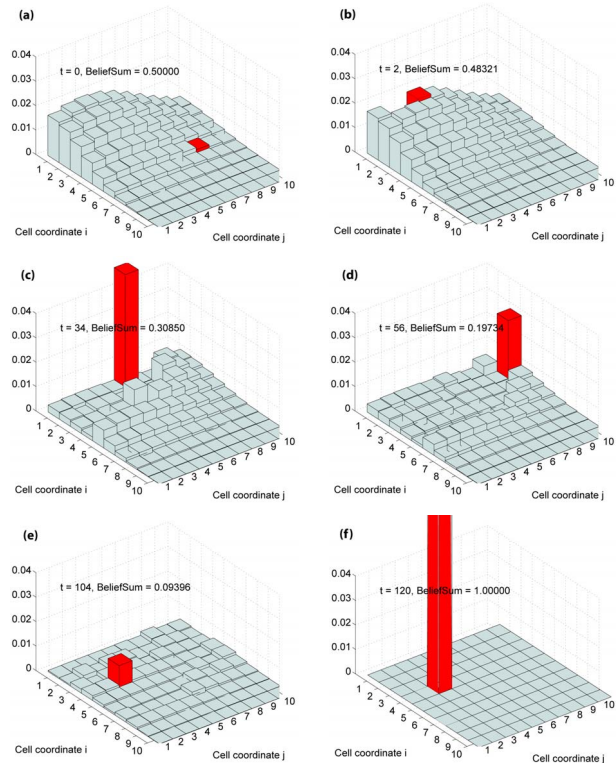 (a)
t = 0, BeliefSum = 0.50000
0.04
0.03
0.02
0.01
0
1 2 3 4 5 6 7 8 9 10
1 2 3 4 5 6 7 8 9 10
Cell coordinate i
Cell coordinate j
(b)
t = 2, BeliefSum = 0.48321
0.04
0.03
0.02
0.01
0
1 2 3 4 5 6 7 8 9 10
1 2 3 4 5 6 7 8 9 10
Cell coordinate i
Cell coordinate j
(c)
t = 34, BeliefSum = 0.30850
0.04
0.03
0.02
0.01
0
1 2 3 4 5 6 7 8 9 10
1 2 3 4 5 6 7 8 9 10
Cell coordinate i
Cell coordinate j
(d)
t = 56, BeliefSum = 0.19734
0.04
0.03
0.02
0.01
0
1 2 3 4 5 6 7 8 9 10
1 2 3 4 5 6 7 8 9 10
Cell coordinate i
Cell coordinate j
(e)
t = 104, BeliefSum = 0.09396
0.04
0.03
0.02
0.01
0
1 2 3 4 5 6 7 8 9 10
1 2 3 4 5 6 7 8 9 10
Cell coordinate i
Cell coordinate j
(f)
t = 120, BeliefSum = 1.00000
0.04
0.03
0.02
0.01
0
1 2 3 4 5 6 7 8 9 10
1 2 3 4 5 6 7 8 9 10
Cell coordinate i
Cell coordinate j